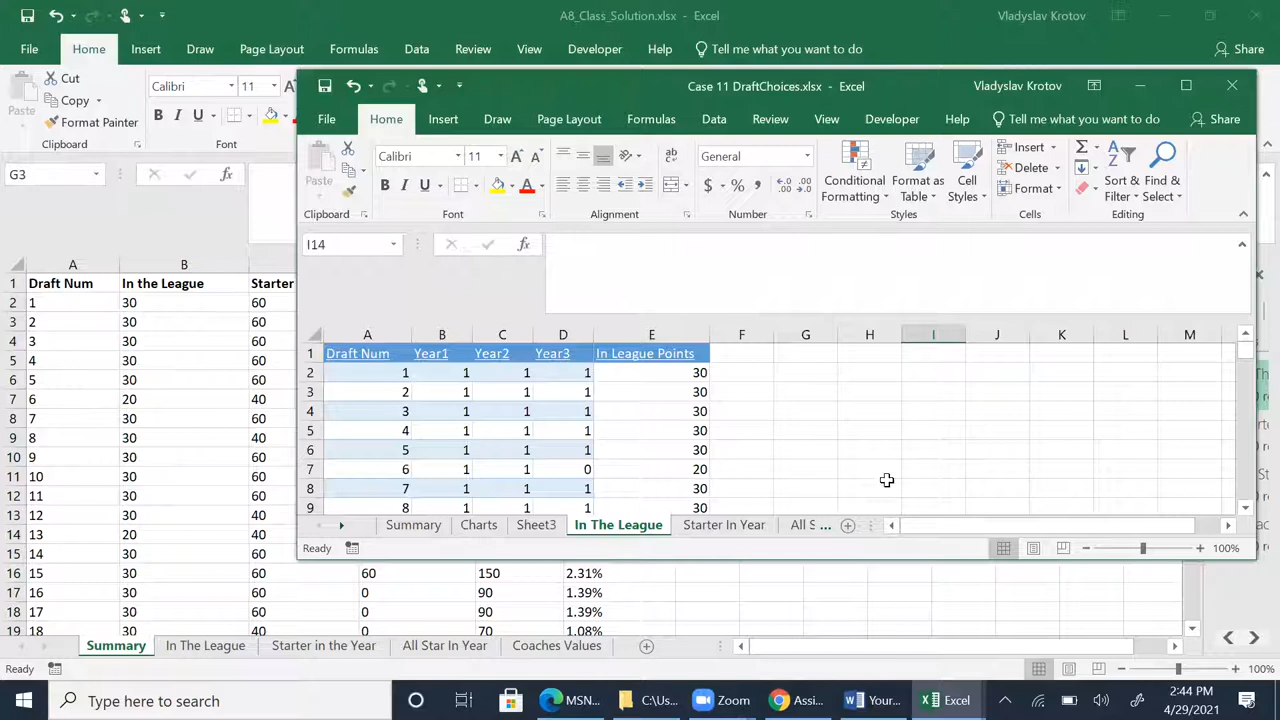 A8_Class_Solution.xlsx - Excel
Vladyslav Krotov
File Home Insert Draw Page Layout Formulas Data Review View Developer Help Tell me what you want to do Share
Paste
Cut
Copy
Format Painter
Clipboard
Calibri 11
B I U
Font
G3
A B
1 Draft Num In the League Starter
2 1 30 60
3 2 30 60
4 3 30 60
5 4 30 60
6 5 30 60
7 6 20 40
8 7 30 60
9 8 30 40
10 9 30 60
11 10 30 60
12 11 30 60
13 12 30 40
14 13 20 40
15 14 30 60
16 15 30 60 60 150 2.31%
17 16 30 60 0 90 1.39%
18 17 30 60 0 90 1.39%
19 18 30 40 0 70 1.08%
Summary In The League Starter in the Year All Star In Year Coaches Values
Ready
100%
Case 11 DraftChoices.xlsx - Excel
Vladyslav Krotov
File Home Insert Draw Page Layout Formulas Data Review View Developer Help Tell me what you want to do Share
Paste
Clipboard
Calibri 11
B I U
Font
Alignment
General
Number
Conditional Formatting
Format as Table
Cell Styles
Styles
Insert
Delete
Format
Cells
Sort & Filter
Find & Select
Editing
I14
A B C D E F G H I J K L M
1 Draft Num Year1 Year2 Year3 In League Points
2 1 1 1 1 30
3 2 1 1 1 30
4 3 1 1 1 30
5 4 1 1 1 30
6 5 1 1 1 30
7 6 1 1 0 20
8 7 1 1 1 30
9 8 1 1 1 30
Summary Charts Sheet3 In The League Starter In Year All S ...
Ready
100%
Type here to search
MSN...
C:\Us...
Zoom
Assi...
Your...
Excel
2:44 PM
4/29/2021